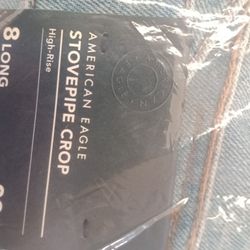 AMERICAN EAGLE
STOVEPIPE CROP
High-Rise
8 LONG